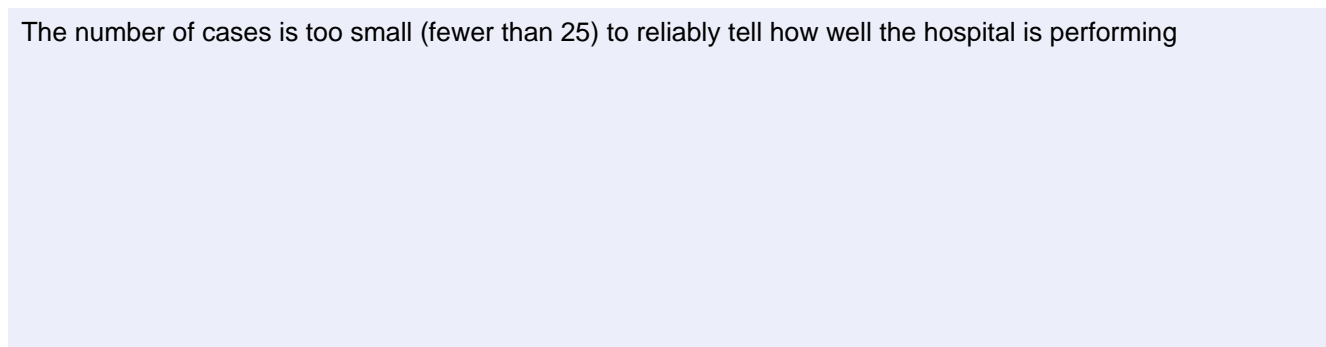 The number of cases is too small (fewer than 25) to reliably tell how well the hospital is performing